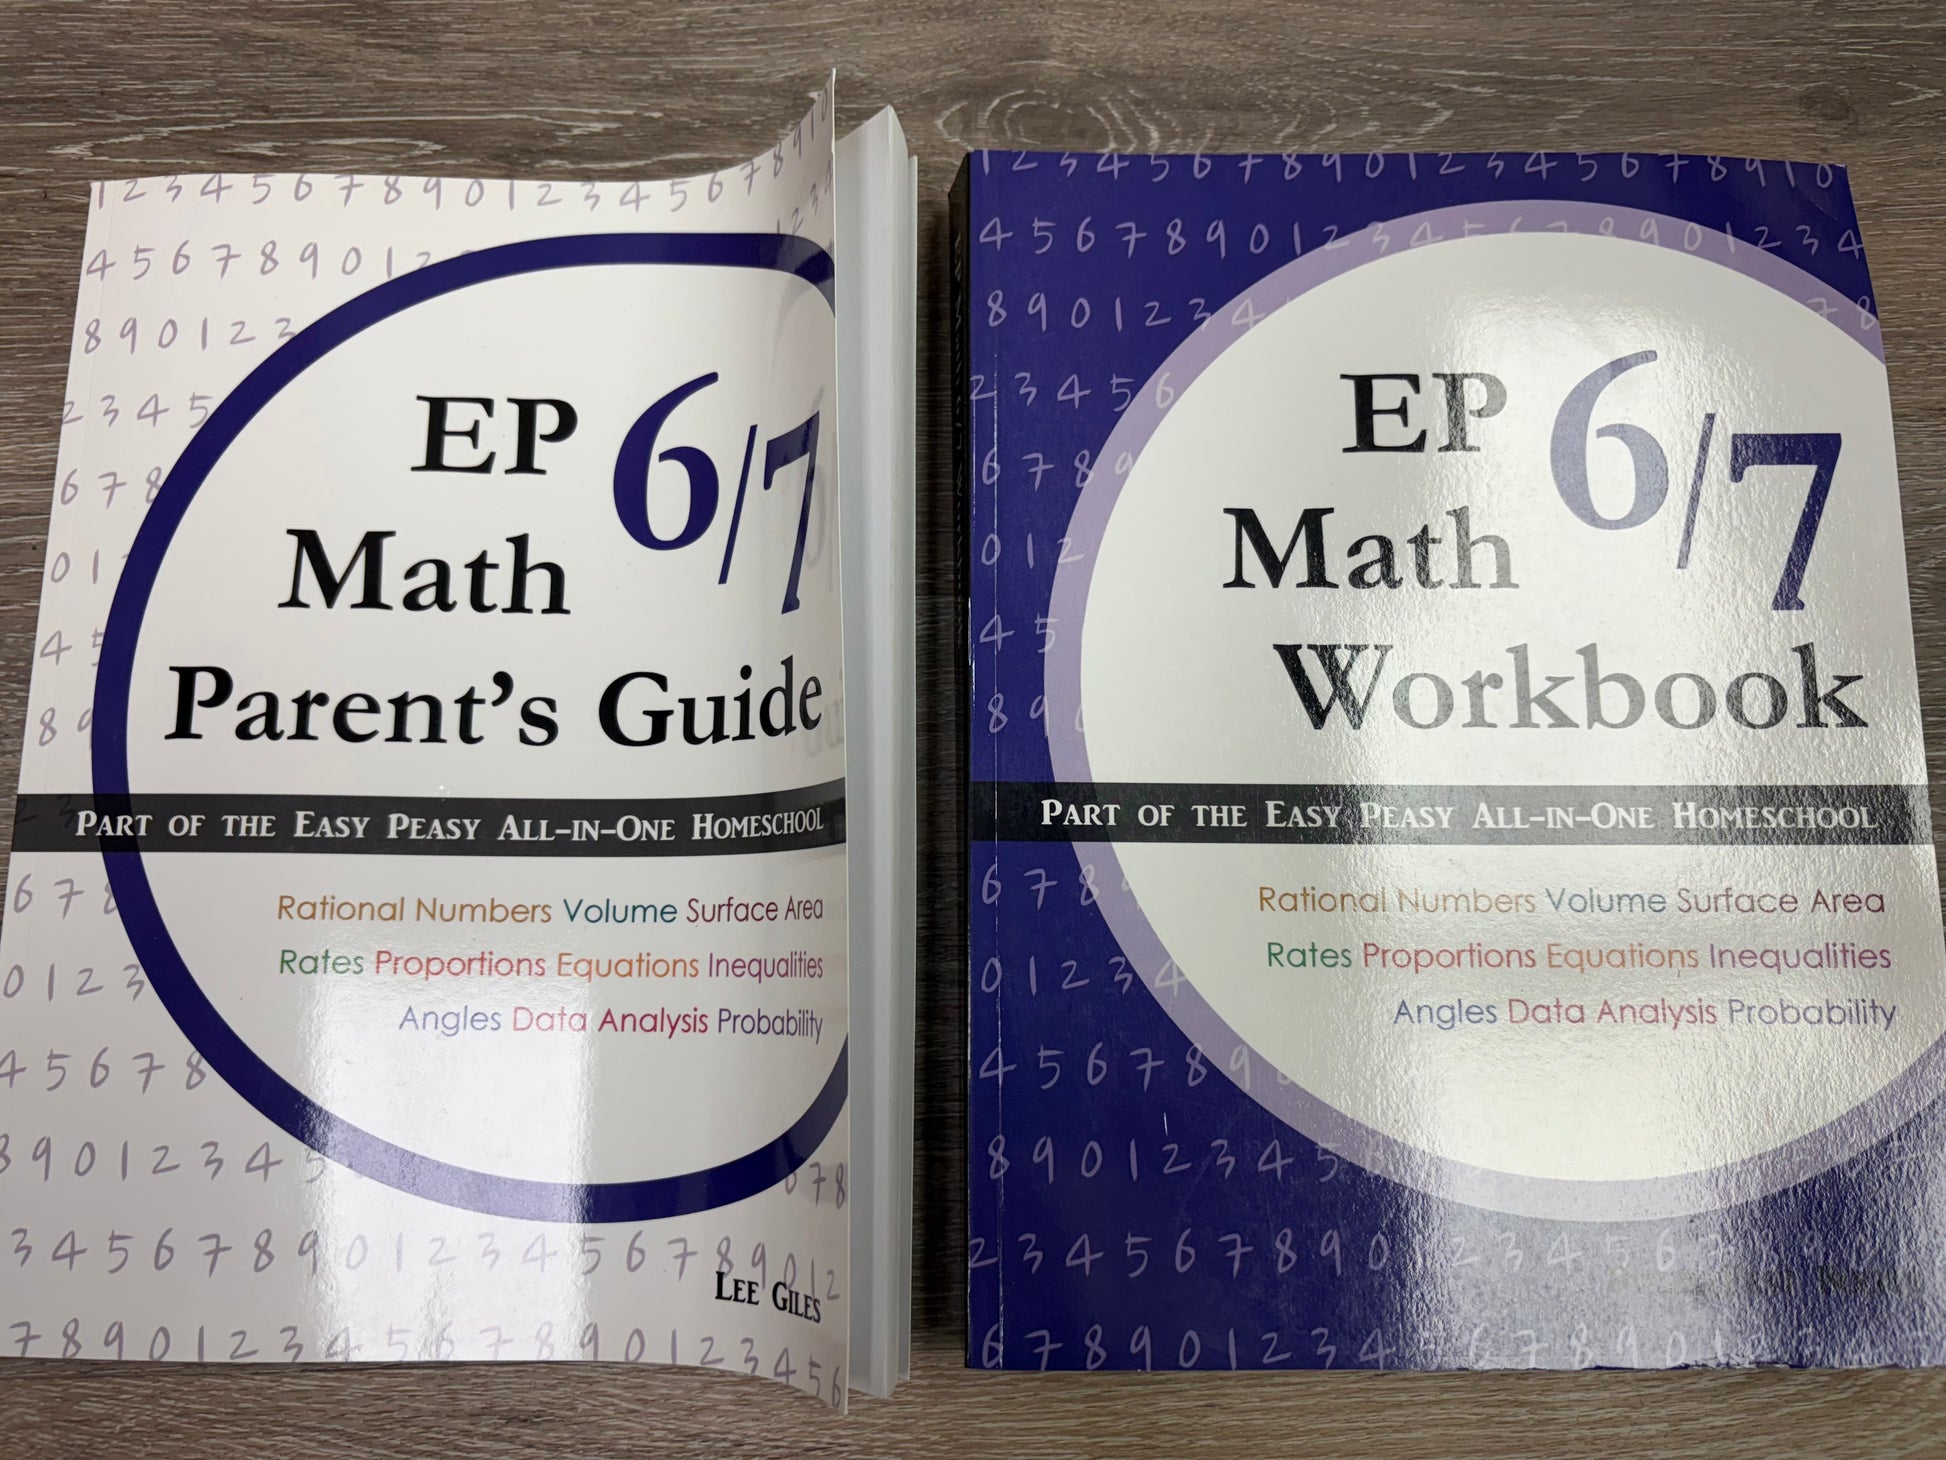 EP 6/7
Math
Parent's Guide
PART OF THE EASY PEASY ALL-IN-ONE HOMESCHOOL
Rational Numbers Volume Surface Area
Rates Proportions Equations Inequalities
Angles Data Analysis Probability
LEE GILES
EP 6/7
Math
Workbook
PART OF THE EASY PEASY ALL-IN-ONE HOMESCHOOL
Rational Numbers Volume Surface Area
Rates Proportions Equations Inequalities
Angles Data Analysis Probability